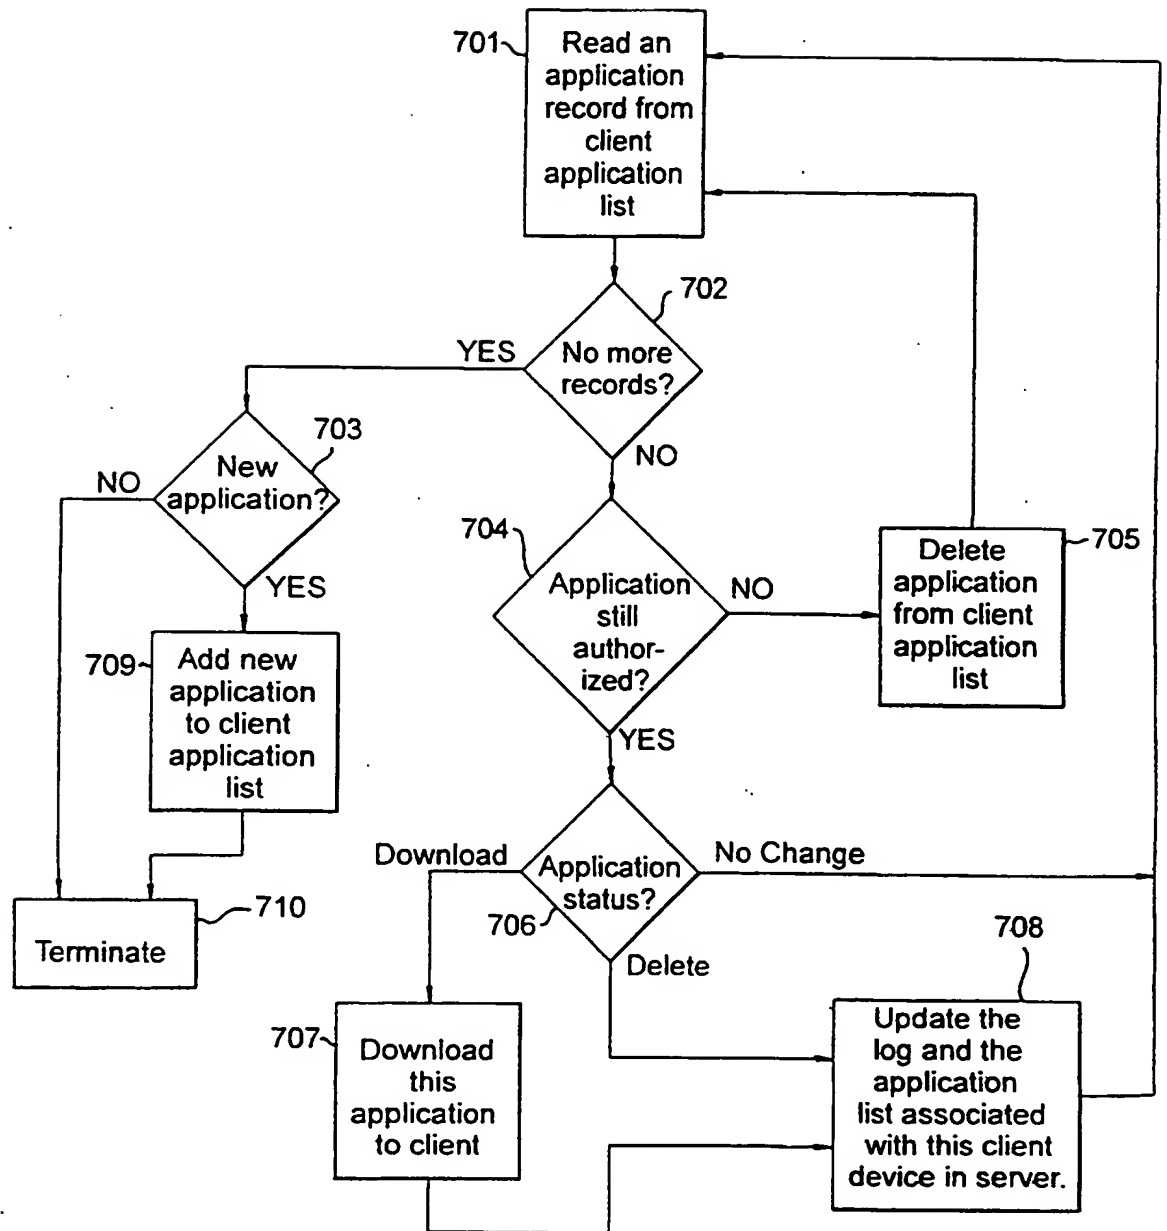 701
Read an
application
record from
client
application
list
702
No more
records?
YES
NO
703
New
application?
NO
YES
704
Application
still
author-
ized?
NO
YES
705
Delete
application
from client
application
list
709
Add new
application
to client
application
list
710
Terminate
706
Application
status?
Download
No Change
Delete
707
Download
this
application
to client
708
Update the
log and the
application
list associated
with this client
device in server.